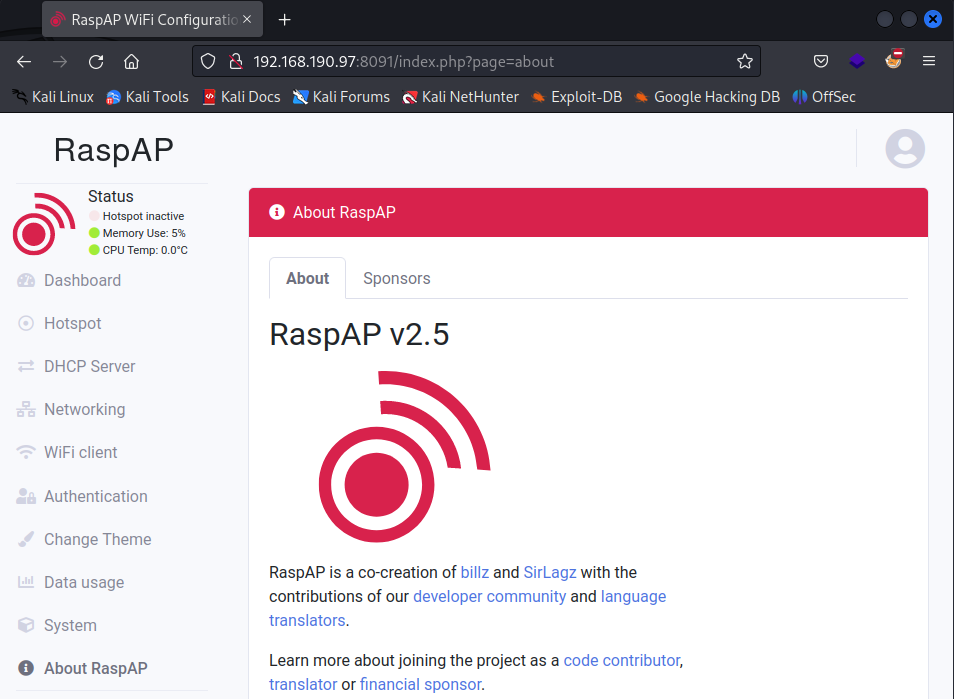 RaspAP WiFi Configuratio
192.168.190.97:8091/index.php?page=about
Kali Linux Kali Tools Kali Docs Kali Forums Kali NetHunter Exploit-DB Google Hacking DB OffSec
RaspAP
Status
Hotspot inactive
Memory Use: 5%
CPU Temp: 0.0°C
Dashboard
Hotspot
DHCP Server
Networking
WiFi client
Authentication
Change Theme
Data usage
System
About RaspAP
About RaspAP
About Sponsors
RaspAP v2.5
RaspAP is a co-creation of billz and SirLagz with the
contributions of our developer community and language
translators.
Learn more about joining the project as a code contributor,
translator or financial sponsor.